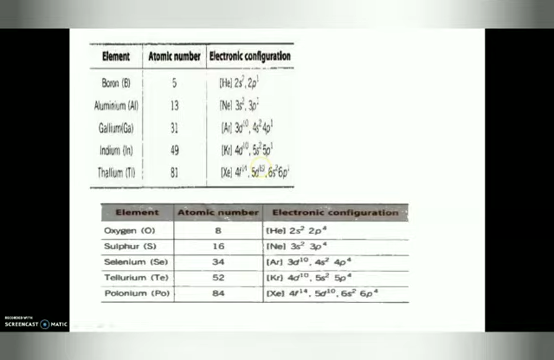 Element Atomic number Electronic configuration
Boron (B) 5 [He] 2s², 2p¹
Aluminium (Al) 13 [Ne] 3s², 3p¹
Gallium(Ga) 31 [Ar] 3d¹⁰, 4s² 4p¹
Indium (In) 49 [Kr] 4d¹⁰, 5s² 5p¹
Thallium (Tl) 81 [Xe] 4f¹⁴, 5d¹⁰, 6s² 6p¹
Element Atomic number Electronic configuration
Oxygen (O) 8 [He] 2s² 2p⁴
Sulphur (S) 16 [Ne] 3s² 3p⁴
Selenium (Se) 34 [Ar] 3d¹⁰, 4s² 4p⁴
Tellurium (Te) 52 [Kr] 4d¹⁰, 5s² 5p⁴
Polonium (Po) 84 [Xe] 4f¹⁴, 5d¹⁰, 6s² 6p⁴
RECORDED WITH
SCREENCAST MATIC